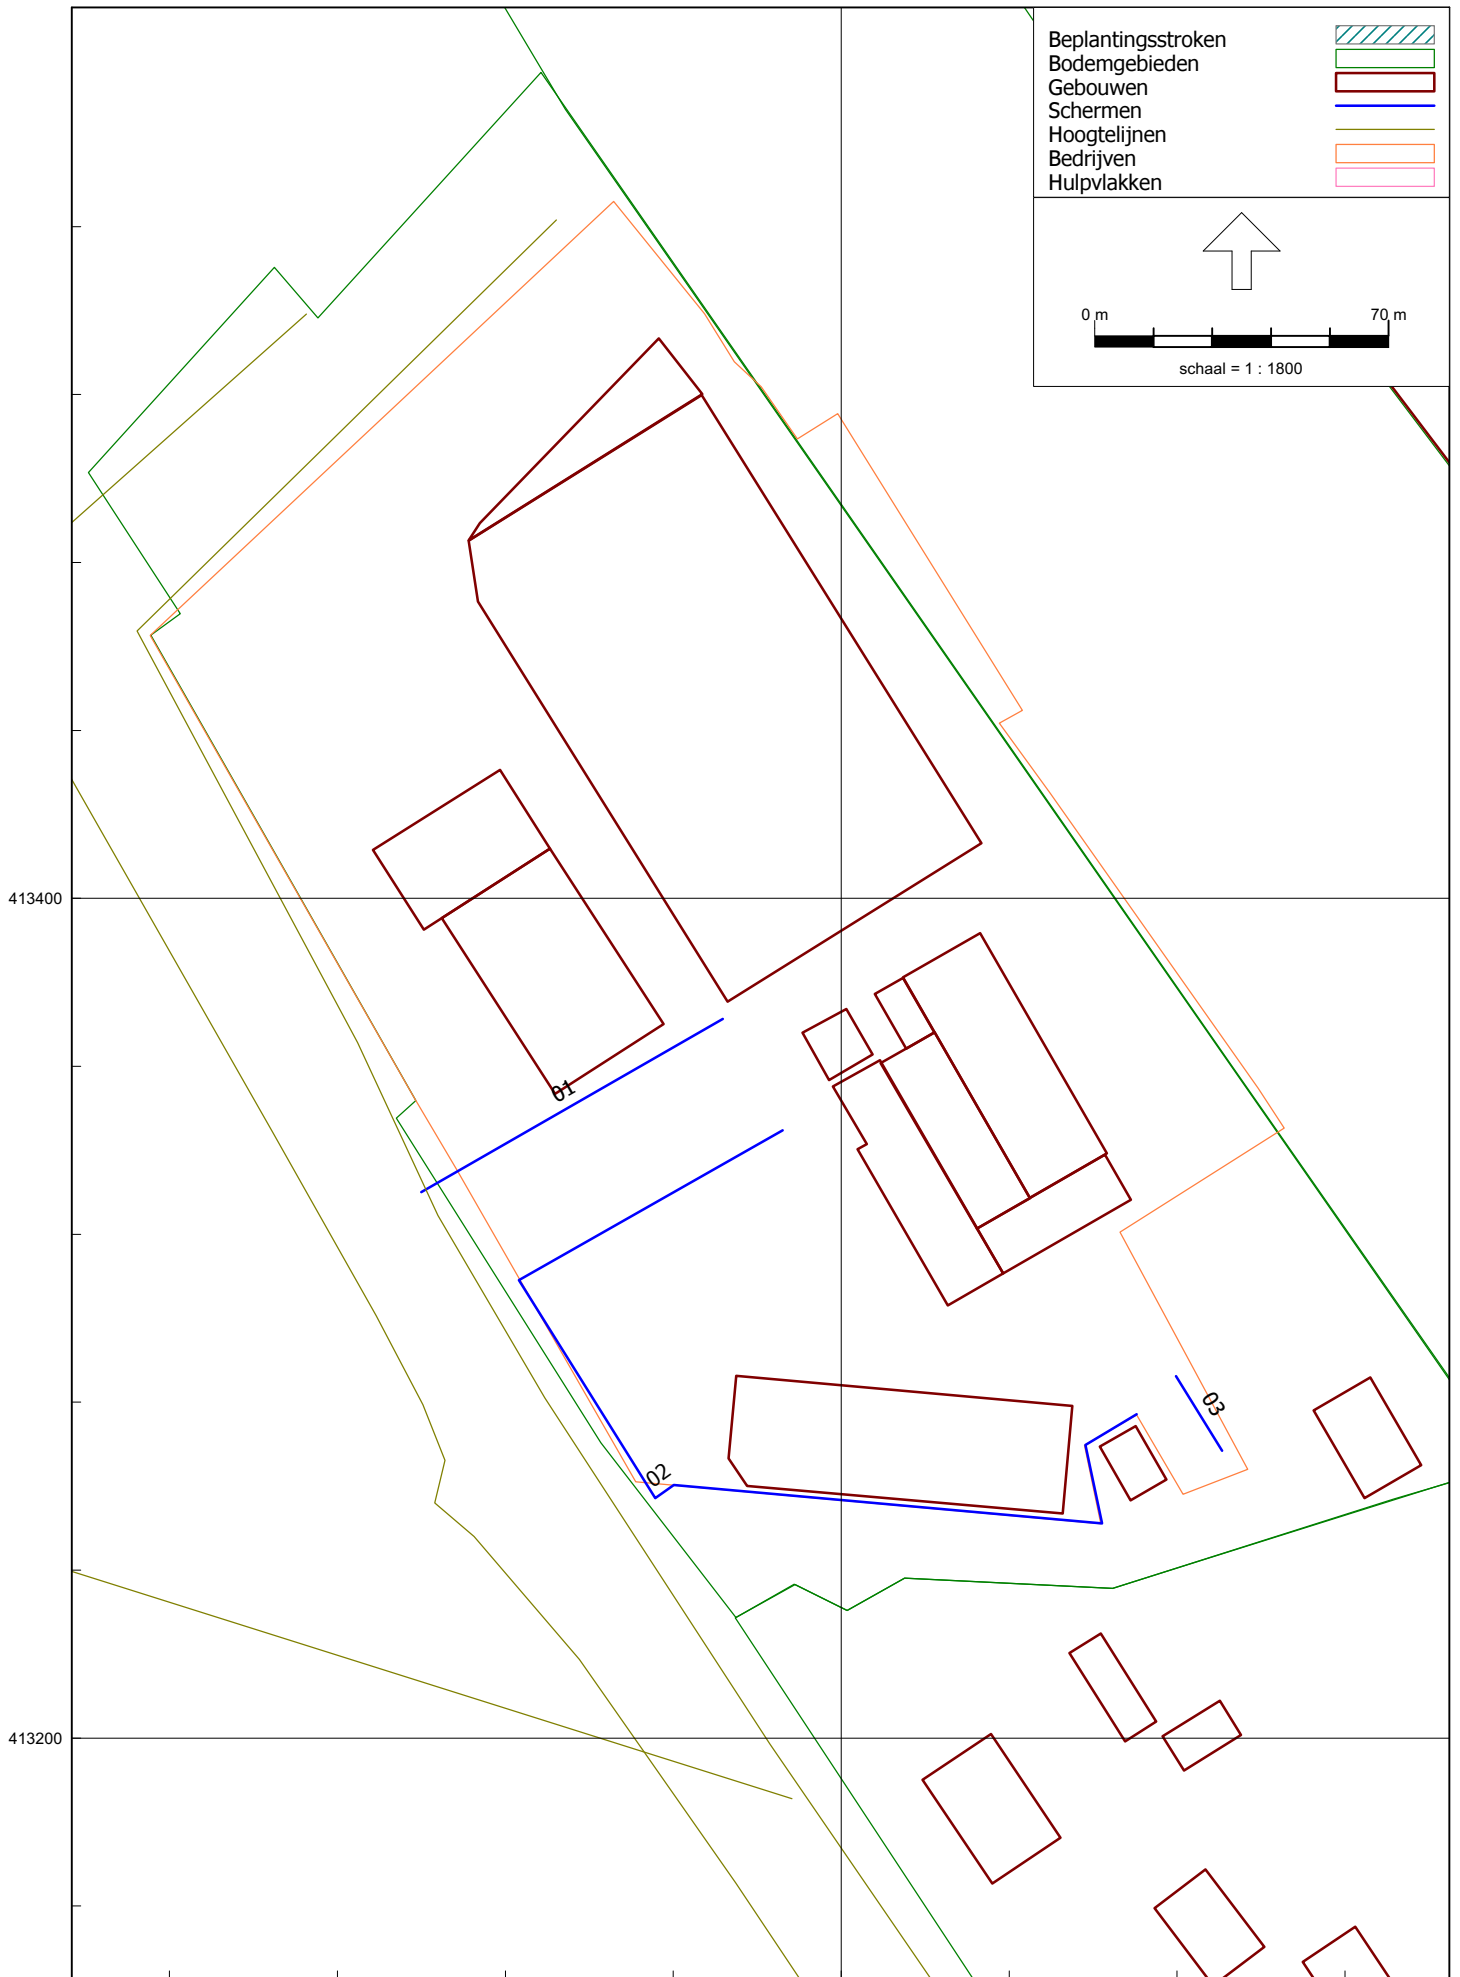 Beplantingsstroken
Bodemgebieden
Gebouwen
Schermen
Hoogtelijnen
Bedrijven
Hulpvlakken
0 m 70 m
schaal = 1 : 1800
413400
01
03
02
413200